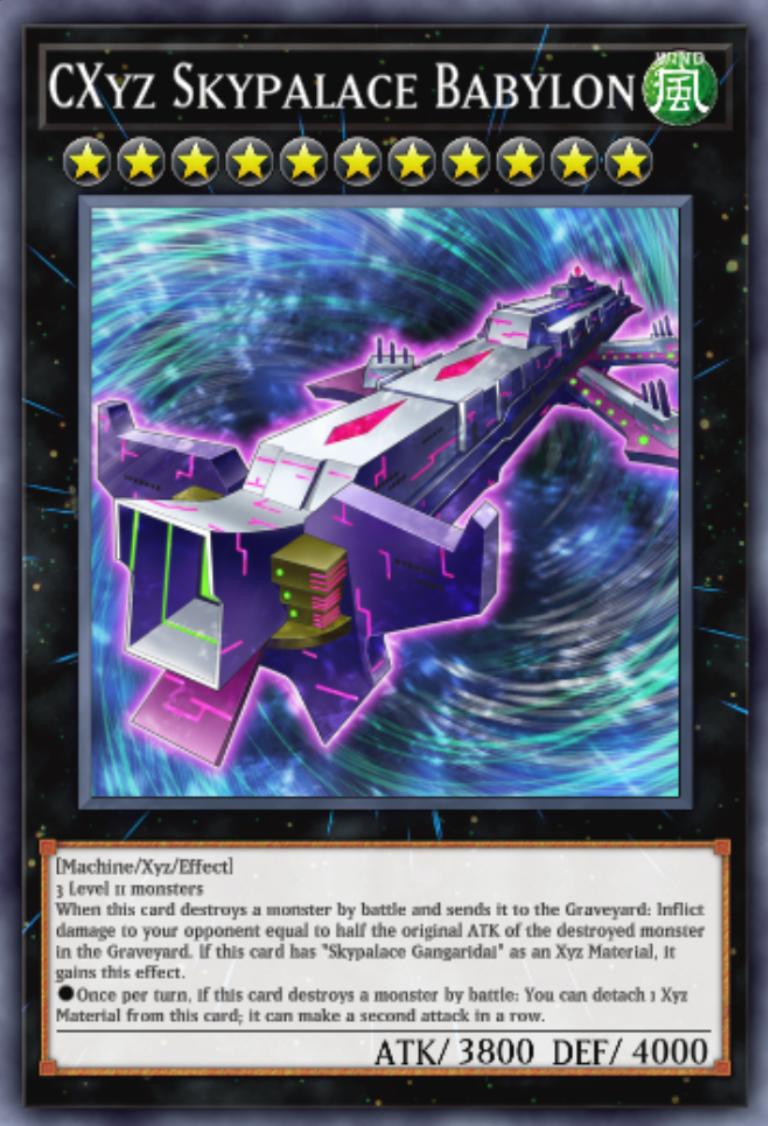 CXyz Skypalace Babylon
WIND
風
[Machine/Xyz/Effect]
3 Level 11 monsters
When this card destroys a monster by battle and sends it to the Graveyard: Inflict
damage to your opponent equal to half the original ATK of the destroyed monster
in the Graveyard. If this card has "Skypalace Gangaridai" as an Xyz Material, it
gains this effect.
●Once per turn, if this card destroys a monster by battle: You can detach 1 Xyz
Material from this card; it can make a second attack in a row.
ATK/ 3800 DEF/ 4000